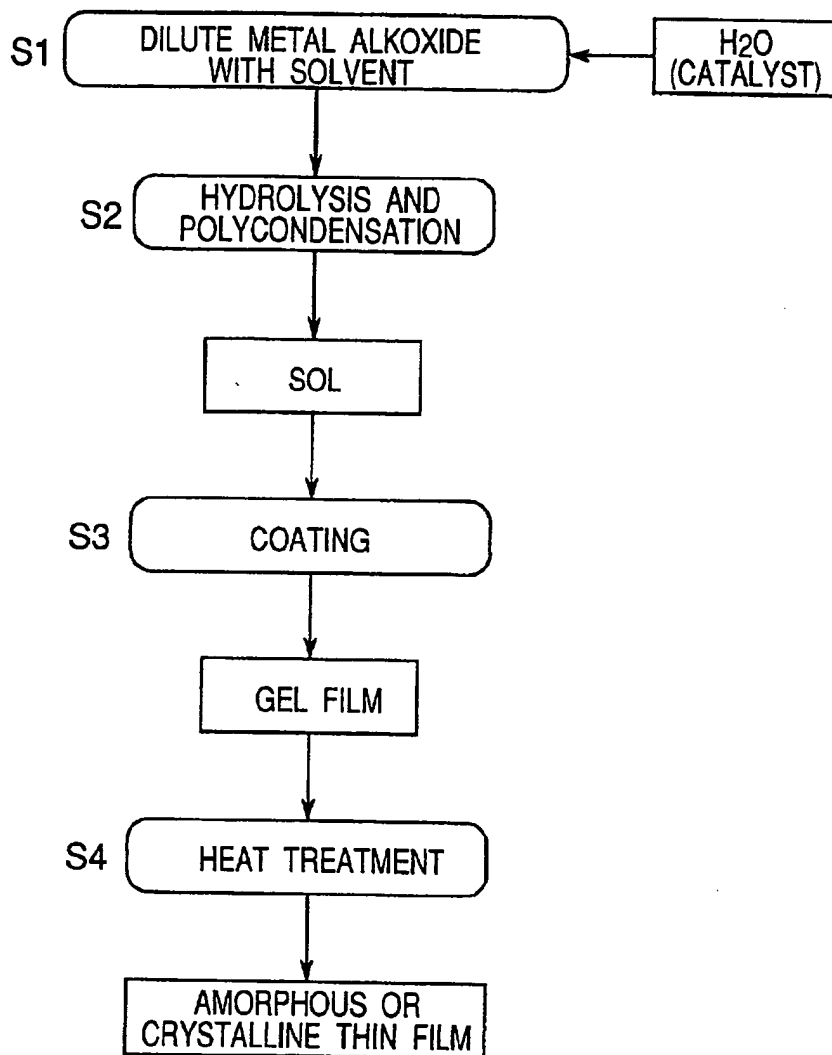 S1
DILUTE METAL ALKOXIDE
WITH SOLVENT
H2O
(CATALYST)
S2
HYDROLYSIS AND
POLYCONDENSATION
SOL
S3
COATING
GEL FILM
S4
HEAT TREATMENT
AMORPHOUS OR
CRYSTALLINE THIN FILM